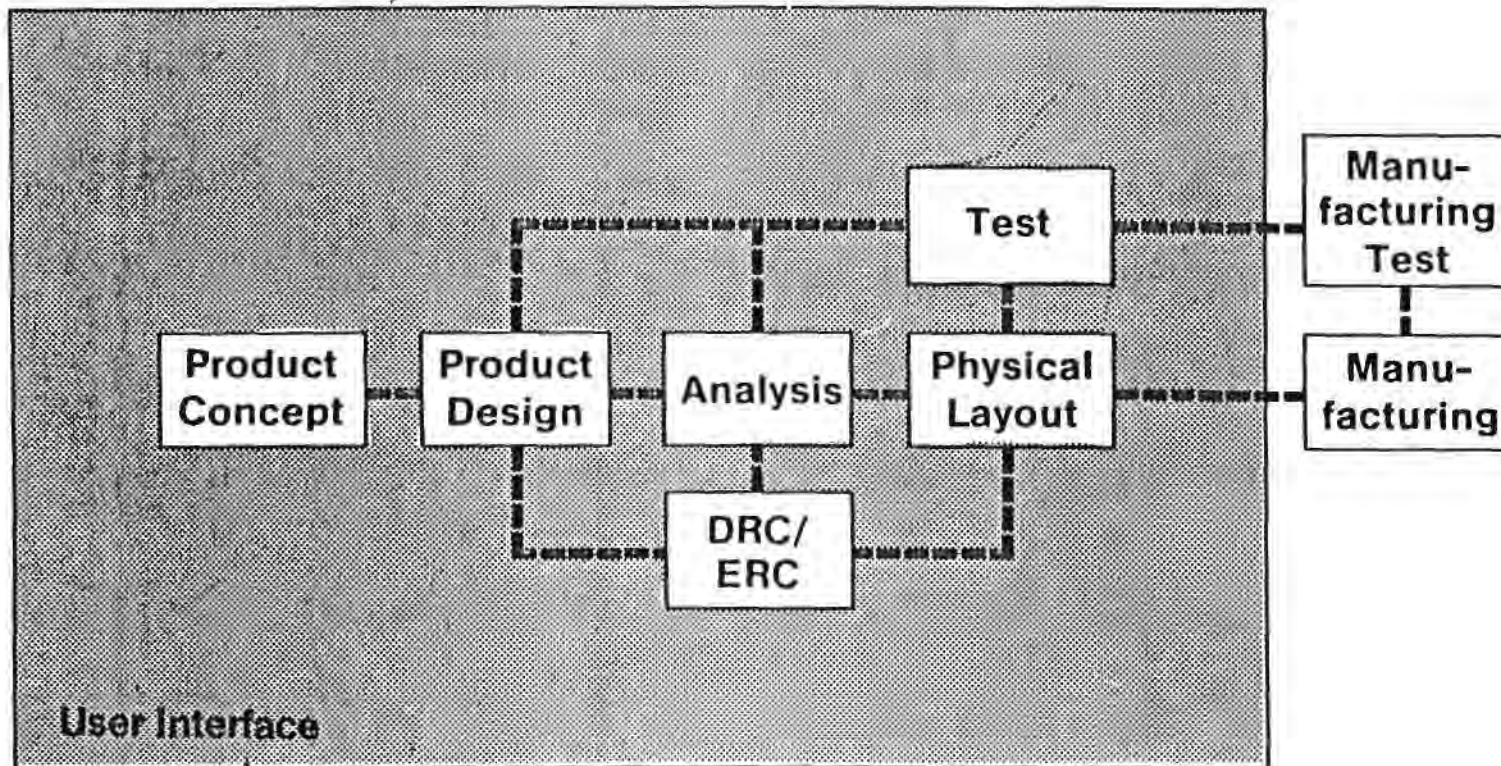 Test
Manu-
facturing
Test
Product
Concept
Product
Design
Analysis
Physical
Layout
Manu-
facturing
DRC/
ERC
User Interface